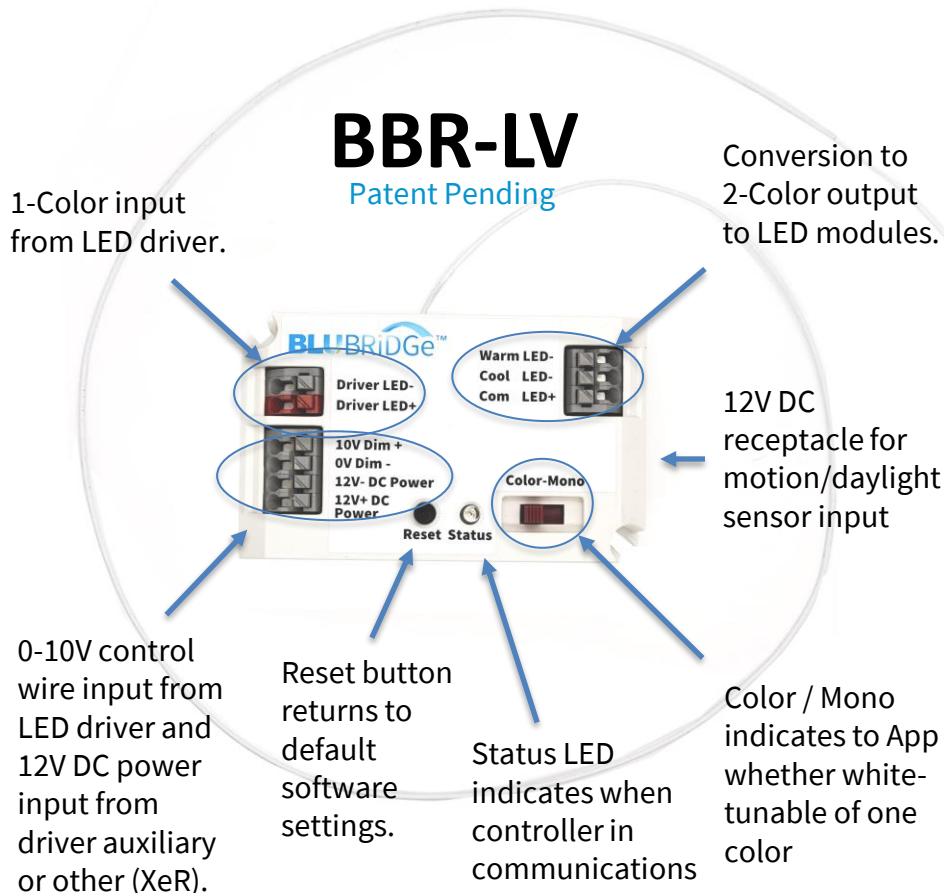 BBR-LV
Patent Pending
1-Color input
from LED driver.
Conversion to
2-Color output
to LED modules.
BLUBRiDGe™
Driver LED-
Driver LED+
Warm LED-
Cool LED-
Com LED+
10V Dim +
0V Dim -
12V- DC Power
12V+ DC
Power
Reset Status
Color-Mono
12V DC
receptacle for
motion/daylight
sensor input
0-10V control
wire input from
LED driver and
12V DC power
input from
driver auxiliary
or other (XeR).
Reset button
returns to
default
software
settings.
Status LED
indicates when
controller in
communications
Color / Mono
indicates to App
whether white-
tunable of one
color